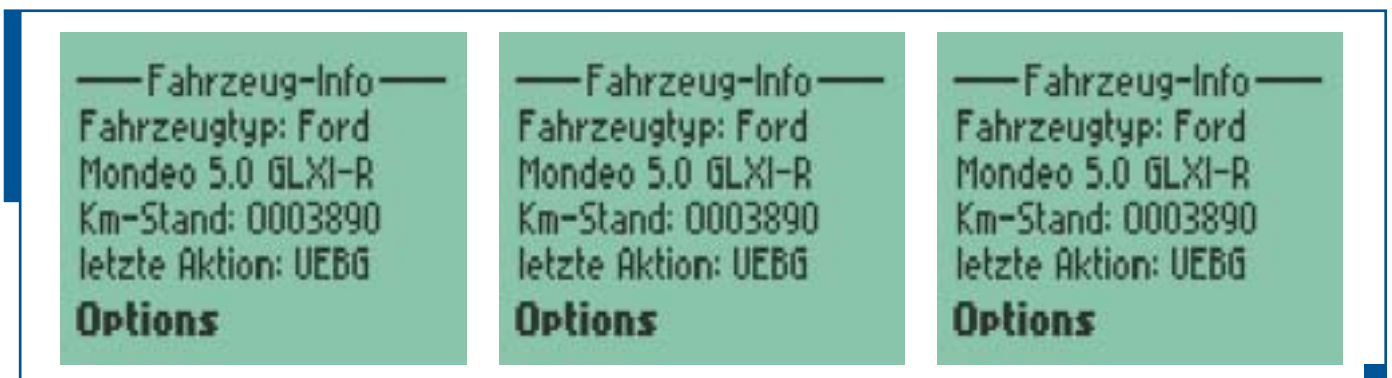 Fahrzeug-Info
Fahrzeugtyp: Ford
Mondeo 5.0 GLXI-R
Km-Stand: 0003890
letzte Aktion: UEBG
Options
Fahrzeug-Info
Fahrzeugtyp: Ford
Mondeo 5.0 GLXI-R
Km-Stand: 0003890
letzte Aktion: UEBG
Options
Fahrzeug-Info
Fahrzeugtyp: Ford
Mondeo 5.0 GLXI-R
Km-Stand: 0003890
letzte Aktion: UEBG
Options